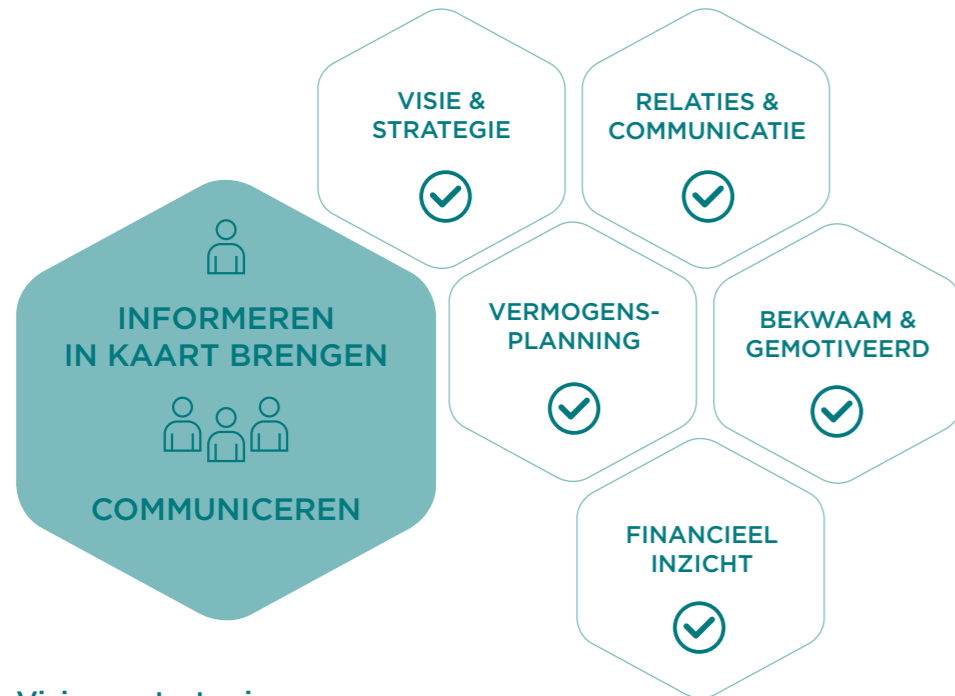 VISIE &
STRATEGIE
RELATIES &
COMMUNICATIE
INFORMEREN
IN KAART BRENGEN
COMMUNICEREN
VERMOGENS-
PLANNING
BEKWAAM &
GEMOTIVEERD
FINANCIEEL
INZICHT